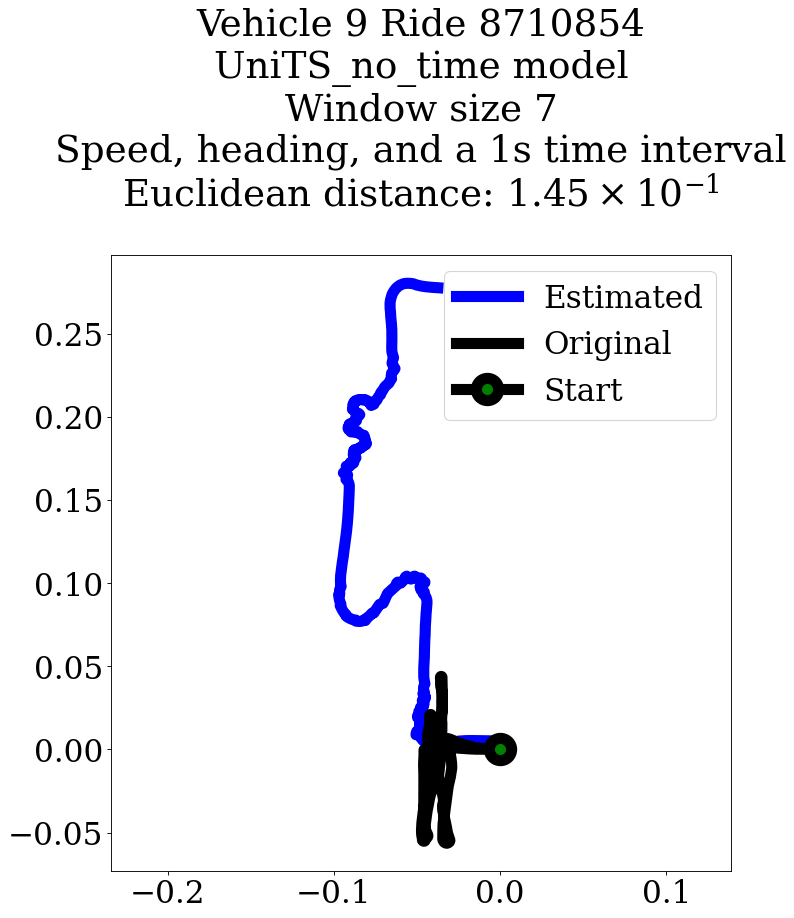 Vehicle 9 Ride 8710854
UniTS_no_time model
Window size 7
Speed, heading, and a 1s time interval
Euclidean distance: 1.45 × 10⁻¹
Estimated
Original
Start
0.25
0.20
0.15
0.10
0.05
0.00
−0.05
−0.2
−0.1
0.0
0.1